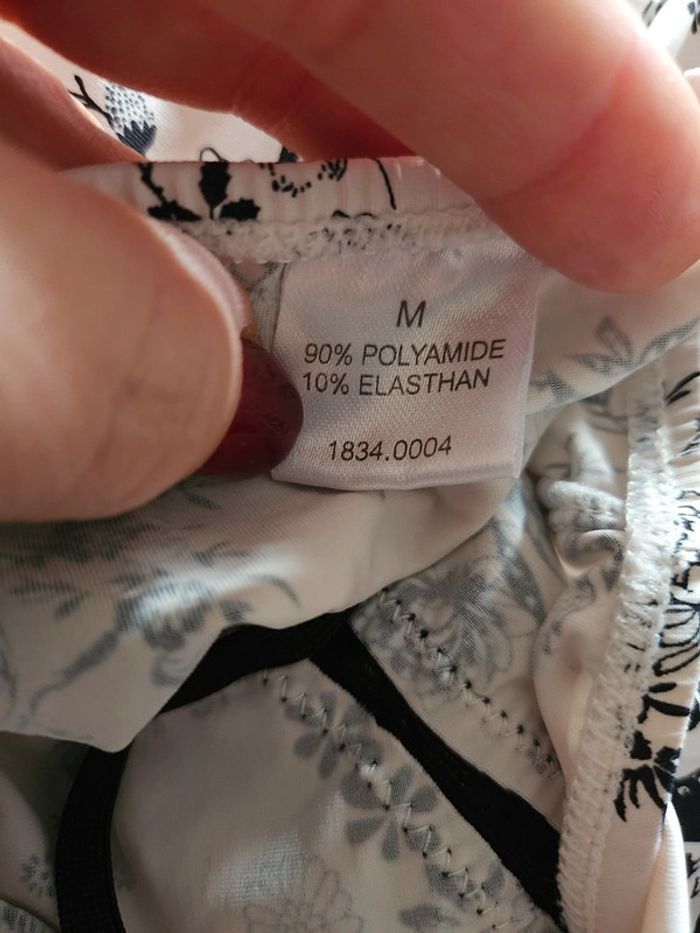 M
90% POLYAMIDE
10% ELASTHAN
1834.0004